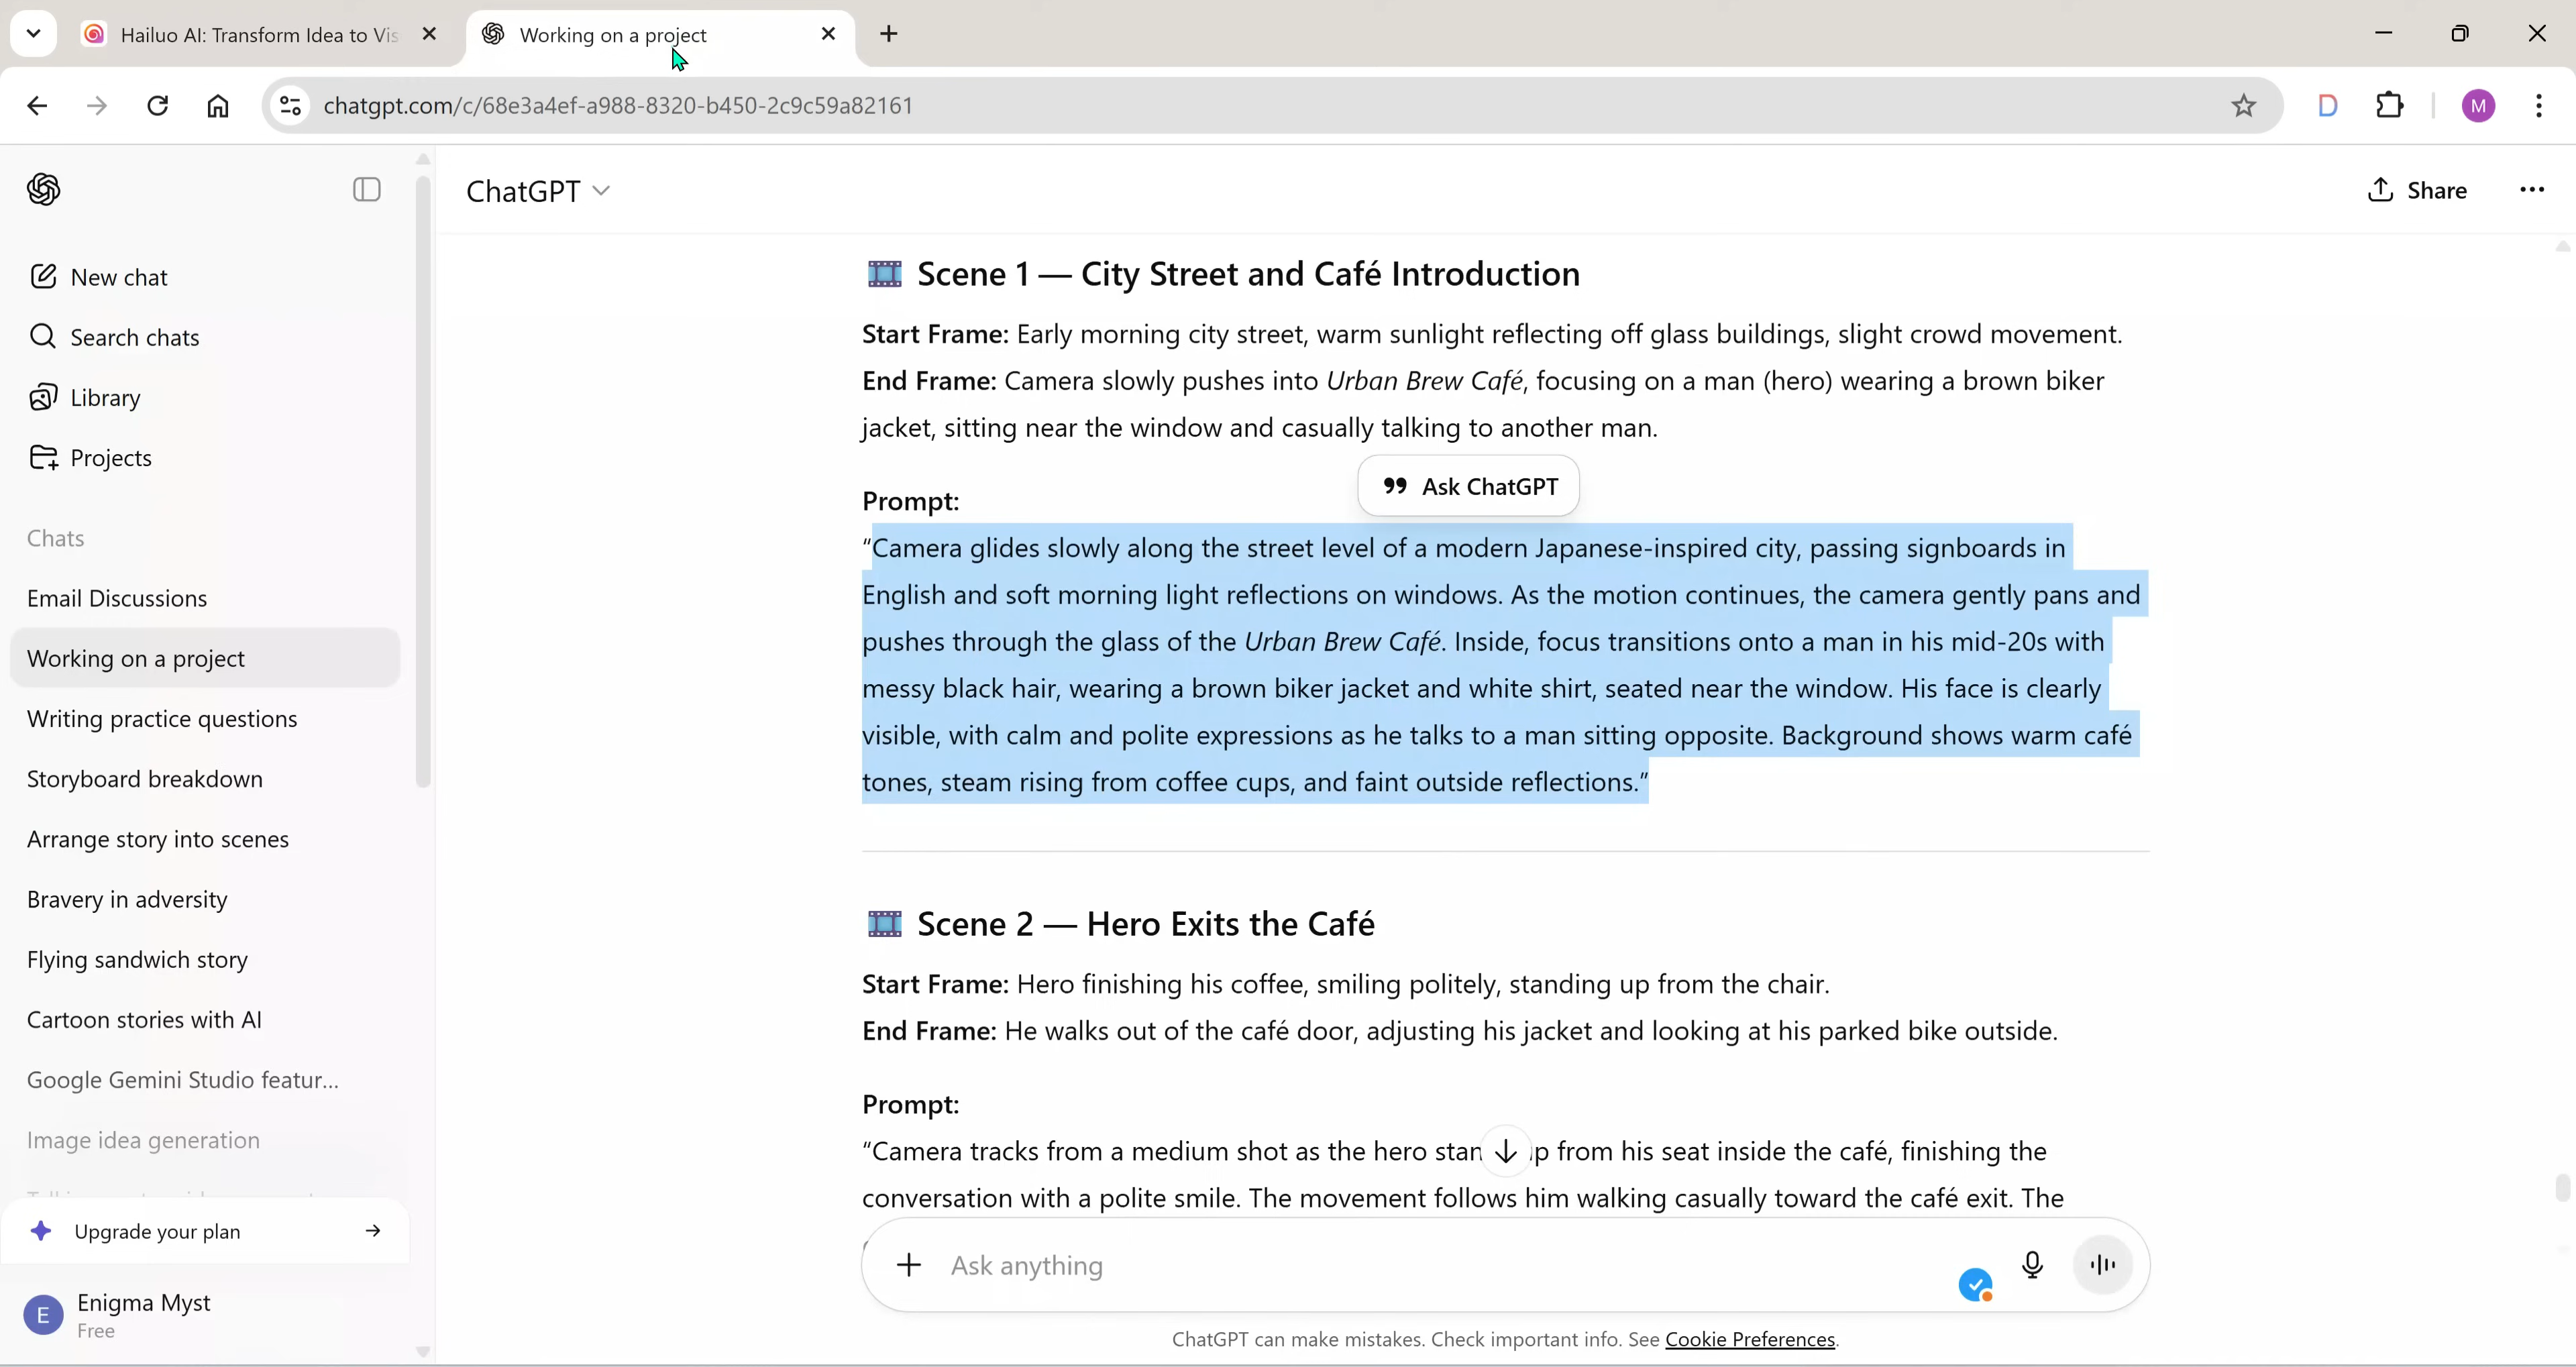 Hailuo AI: Transform Idea to Vis
Working on a project
chatgpt.com/c/68e3a4ef-a988-8320-b450-2c9c59a82161
D
M
ChatGPT
Share
New chat
Search chats
Library
Projects
Chats
Email Discussions
Working on a project
Writing practice questions
Storyboard breakdown
Arrange story into scenes
Bravery in adversity
Flying sandwich story
Cartoon stories with AI
Google Gemini Studio featur...
Image idea generation
Upgrade your plan
E
Enigma Myst
Free
Scene 1 — City Street and Café Introduction
Start Frame: Early morning city street, warm sunlight reflecting off glass buildings, slight crowd movement.
End Frame: Camera slowly pushes into Urban Brew Café, focusing on a man (hero) wearing a brown biker
jacket, sitting near the window and casually talking to another man.
Ask ChatGPT
Prompt:
“Camera glides slowly along the street level of a modern Japanese-inspired city, passing signboards in
English and soft morning light reflections on windows. As the motion continues, the camera gently pans and
pushes through the glass of the Urban Brew Café. Inside, focus transitions onto a man in his mid-20s with
messy black hair, wearing a brown biker jacket and white shirt, seated near the window. His face is clearly
visible, with calm and polite expressions as he talks to a man sitting opposite. Background shows warm café
tones, steam rising from coffee cups, and faint outside reflections.”
Scene 2 — Hero Exits the Café
Start Frame: Hero finishing his coffee, smiling politely, standing up from the chair.
End Frame: He walks out of the café door, adjusting his jacket and looking at his parked bike outside.
Prompt:
“Camera tracks from a medium shot as the hero stan p from his seat inside the café, finishing the
conversation with a polite smile. The movement follows him walking casually toward the café exit. The
Ask anything
ChatGPT can make mistakes. Check important info. See Cookie Preferences.